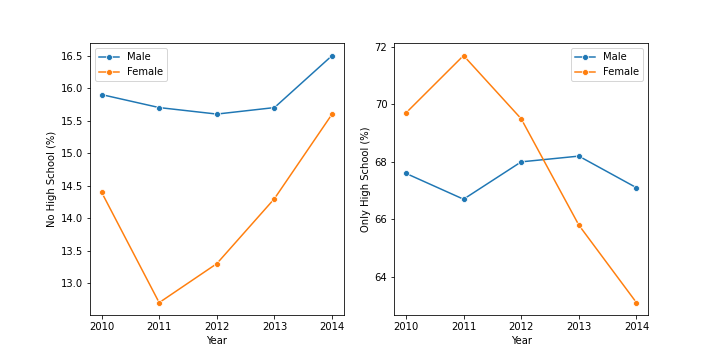 Male
Female
16.5
16.0
15.5
15.0
14.5
14.0
13.5
13.0
No High School (%)
2010 2011 2012 2013 2014
Year
Male
Female
72
70
68
66
64
Only High School (%)
2010 2011 2012 2013 2014
Year